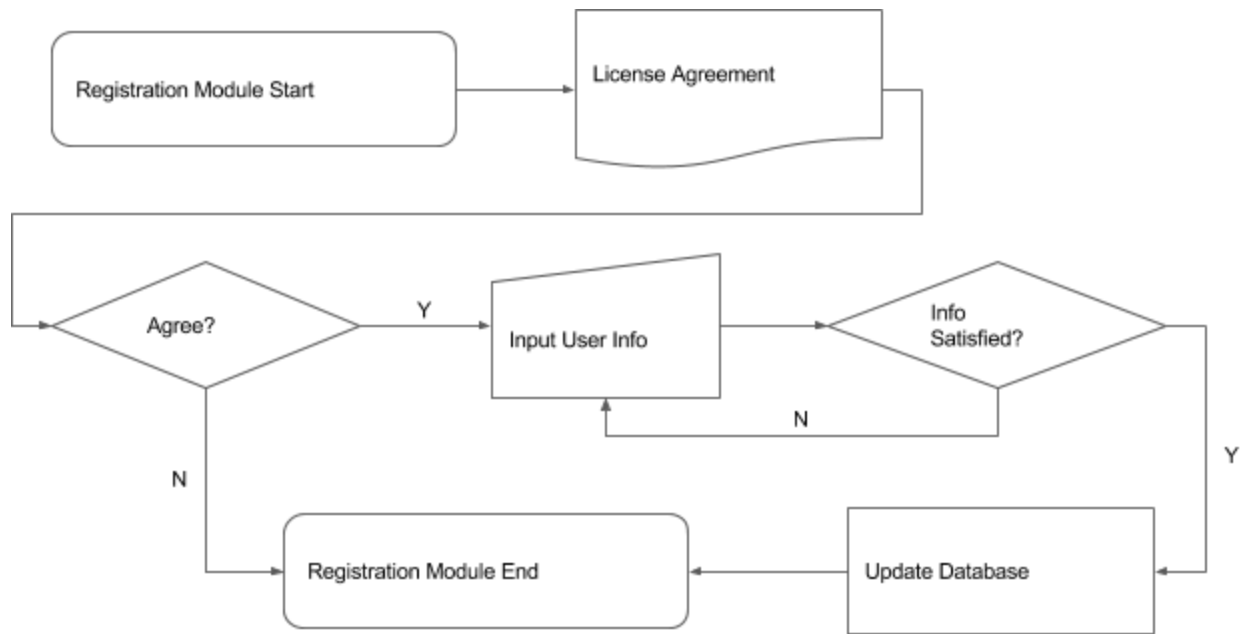 Registration Module Start
License Agreement
Agree?
Y
Input User Info
Info
Satisfied?
N
Y
N
Registration Module End
Update Database